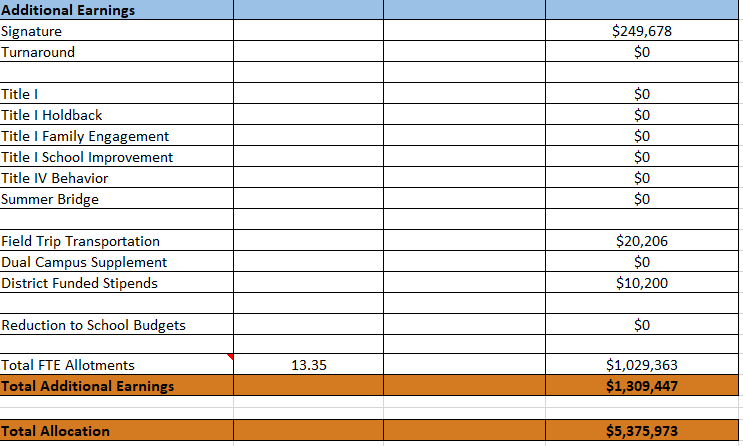 Additional Earnings
Signature $249,678
Turnaround $0
Title I $0
Title I Holdback $0
Title I Family Engagement $0
Title I School Improvement $0
Title IV Behavior $0
Summer Bridge $0
Field Trip Transportation $20,206
Dual Campus Supplement $0
District Funded Stipends $10,200
Reduction to School Budgets $0
Total FTE Allotments 13.35 $1,029,363
Total Additional Earnings $1,309,447
Total Allocation $5,375,973